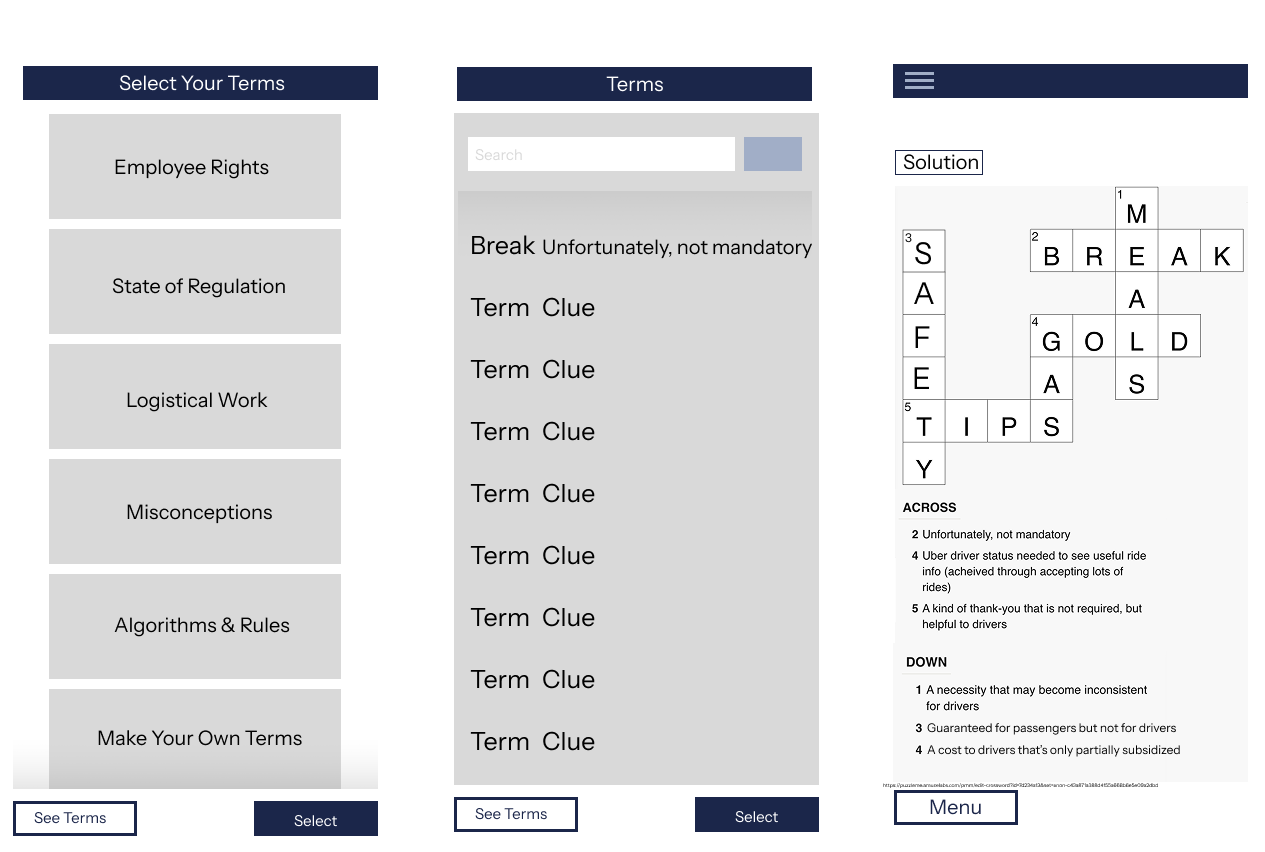 Select Your Terms
Employee Rights
State of Regulation
Logistical Work
Misconceptions
Algorithms & Rules
Make Your Own Terms
See Terms
Select
Terms
Search
Break Unfortunately, not mandatory
Term Clue
Term Clue
Term Clue
Term Clue
Term Clue
Term Clue
Term Clue
Term Clue
See Terms
Select
Solution
1
M
3
S
2
B R E A K
A
A
F
4
G O L D
E
A
S
5
T I P S
Y
ACROSS
2 Unfortunately, not mandatory
4 Uber driver status needed to see useful ride
info (acheived through accepting lots of
rides)
5 A kind of thank-you that is not required, but
helpful to drivers
DOWN
1 A necessity that may become inconsistent
for drivers
3 Guaranteed for passengers but not for drivers
4 A cost to drivers that's only partially subsidized
Menu